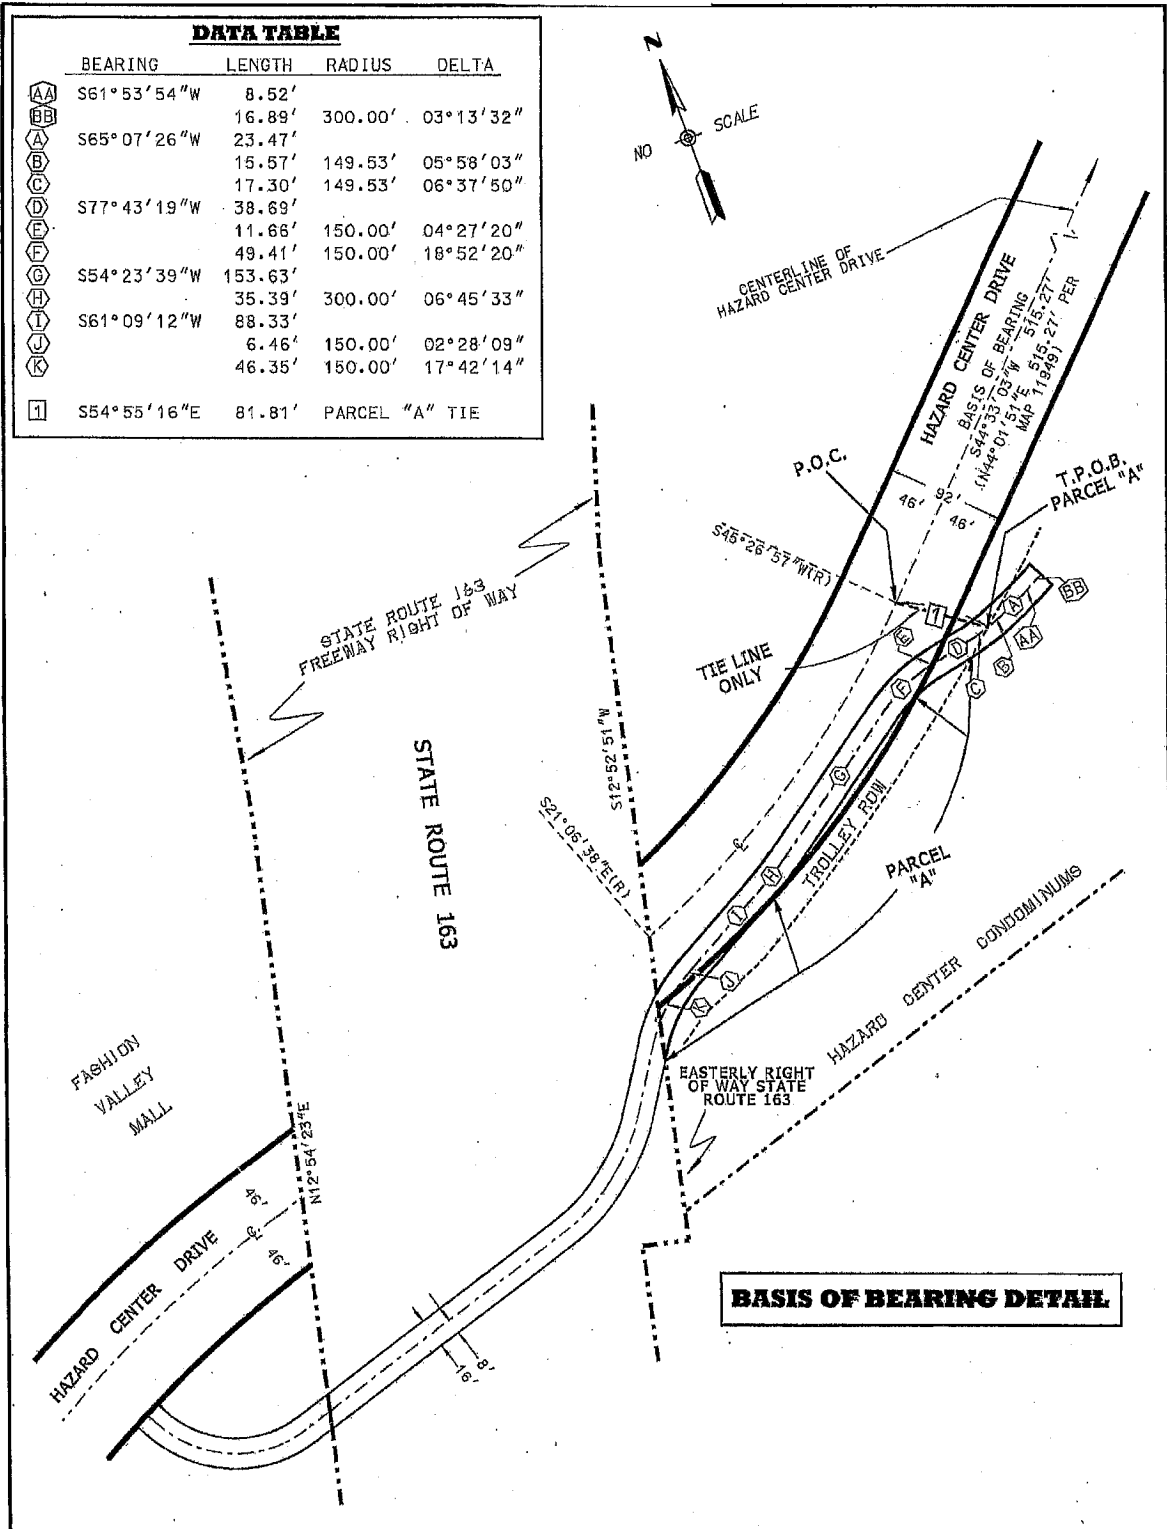 DATA TABLE
BEARING LENGTH RADIUS DELTA
AA S61°53'54"W 8.52'
BB 16.89' 300.00' 03°13'32"
A S65°07'26"W 23.47'
B 15.57' 149.53' 05°58'03"
C 17.30' 149.53' 06°37'50"
D S77°43'19"W 38.69'
E 11.66' 150.00' 04°27'20"
F 49.41' 150.00' 18°52'20"
G S54°23'39"W 153.63'
H 35.39' 300.00' 06°45'33"
I S61°09'12"W 88.33'
J 6.46' 150.00' 02°28'09"
K 46.35' 150.00' 17°42'14"
1 S54°55'16"E 81.81' PARCEL "A" TIE
N
NO SCALE
CENTERLINE OF
HAZARD CENTER DRIVE
HAZARD CENTER DRIVE
BASIS OF BEARING
S44°33'03"W 515.27'
(N44°01'51"E 515.27' PER
MAP 11949)
P.O.C.
T.P.O.B.
PARCEL "A"
92'
46'
46'
S45°26'57"W(R)
1
E
D
A
BB
AA
B
C
F
TIE LINE
ONLY
STATE ROUTE 163
FREEWAY RIGHT OF WAY
S12°52'51"W
STATE ROUTE 163
G
TROLLEY ROW
PARCEL
"A"
S21°06'38"E(R)
℄
H
I
J
K
HAZARD CENTER CONDOMINUMS
FASHION
VALLEY
MALL
EASTERLY RIGHT
OF WAY STATE
ROUTE 163
N12°54'23"E
46'
℄
46'
HAZARD CENTER DRIVE
8'
16'
BASIS OF BEARING DETAIL